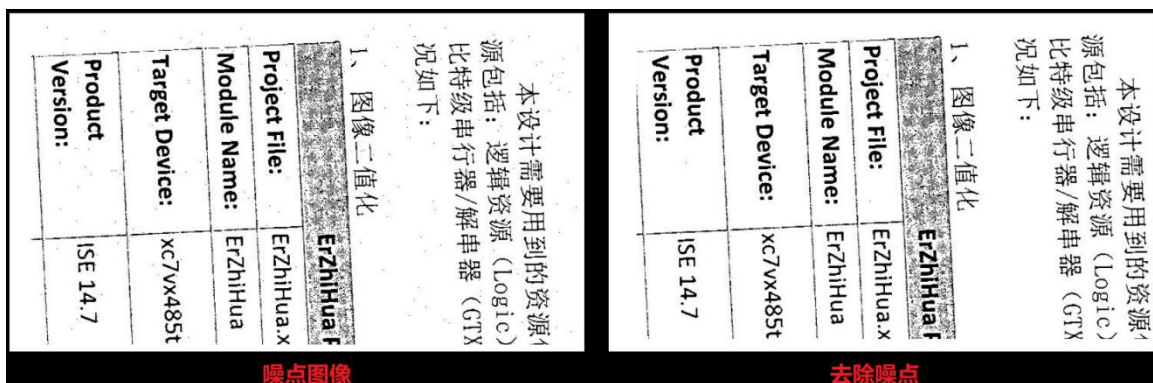 本设计需要用到的资源
源包括：逻辑资源（Logic）
比特级串行器/解串器（GTX
况如下：
1、 图像二值化
ErZhiHua
Project File: ErZhiHua.x
Module Name: ErZhiHua
Target Device: xc7vx485t
Product
Version: ISE 14.7
噪点图像
本设计需要用到的资源
源包括：逻辑资源（Logic）
比特级串行器/解串器（GTX
况如下：
1、 图像二值化
ErZhiHua
Project File: ErZhiHua.x
Module Name: ErZhiHua
Target Device: xc7vx485t
Product
Version: ISE 14.7
去除噪点